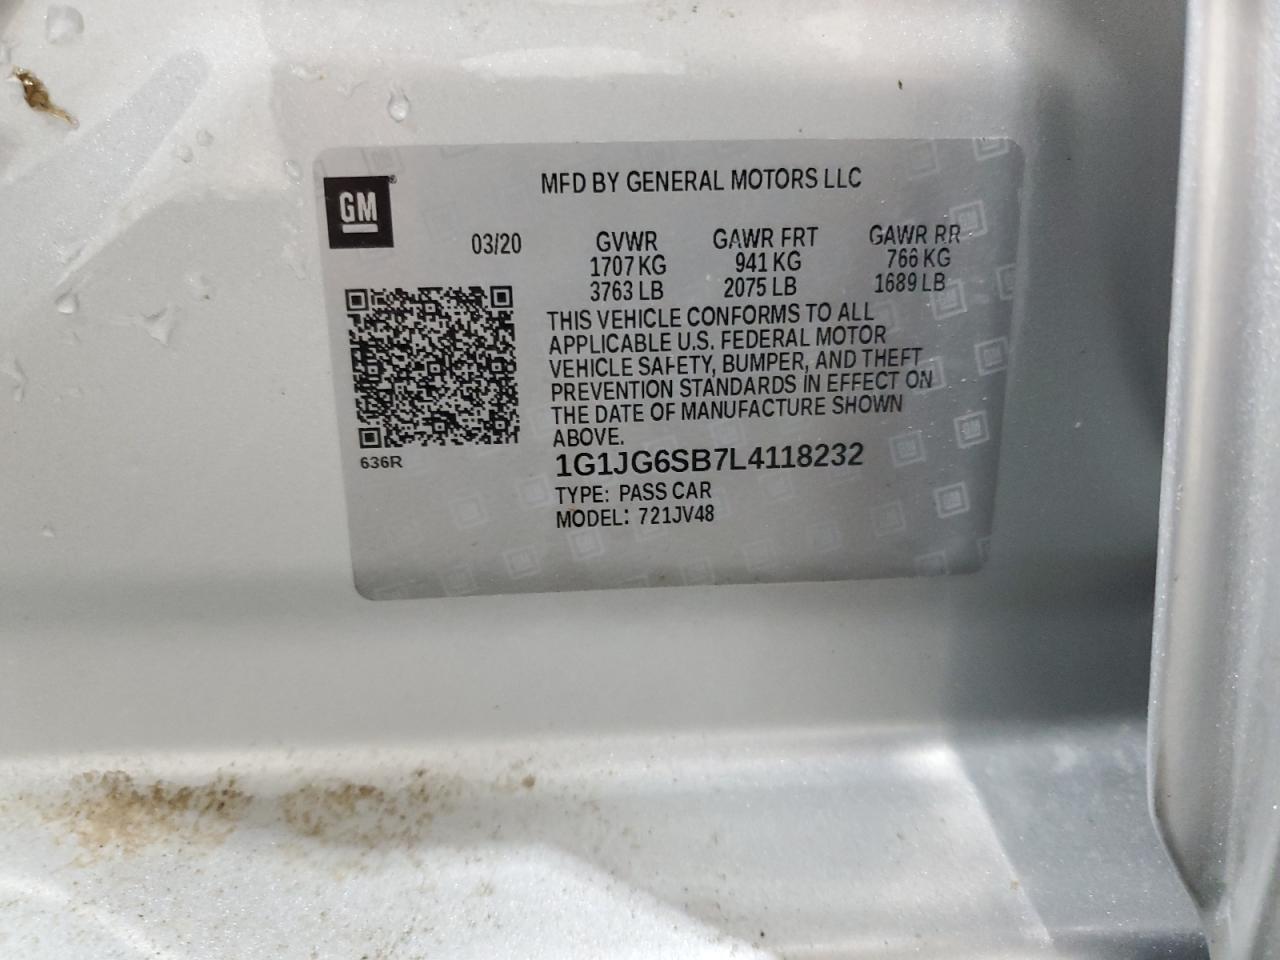 GM®
MFD BY GENERAL MOTORS LLC
03/20 GVWR GAWR FRT GAWR RR
1707 KG 941 KG 766 KG
3763 LB 2075 LB 1689 LB
THIS VEHICLE CONFORMS TO ALL
APPLICABLE U.S. FEDERAL MOTOR
VEHICLE SAFETY, BUMPER, AND THEFT
PREVENTION STANDARDS IN EFFECT ON
THE DATE OF MANUFACTURE SHOWN
ABOVE.
636R
1G1JG6SB7L4118232
TYPE: PASS CAR
MODEL: 721JV48